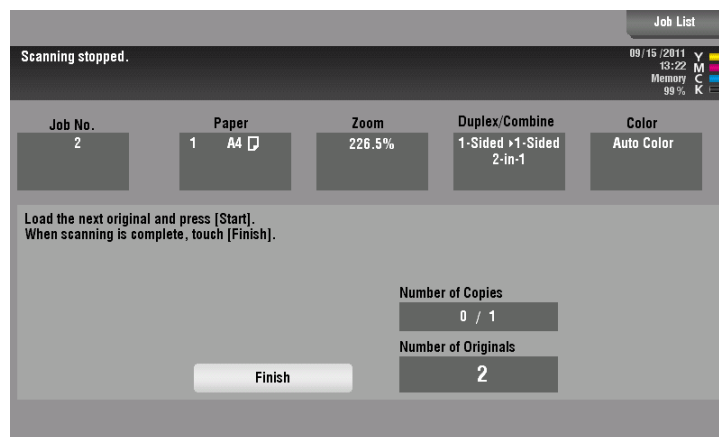 Job List
Scanning stopped.
09/15 /2011
13:22
Memory
99 %
Y
M
C
K
Job No.
2
Paper
1 A4
Zoom
226.5%
Duplex/Combine
1-Sided ▸1-Sided
2-in-1
Color
Auto Color
Load the next original and press [Start].
When scanning is complete, touch [Finish].
Number of Copies
0 / 1
Number of Originals
2
Finish